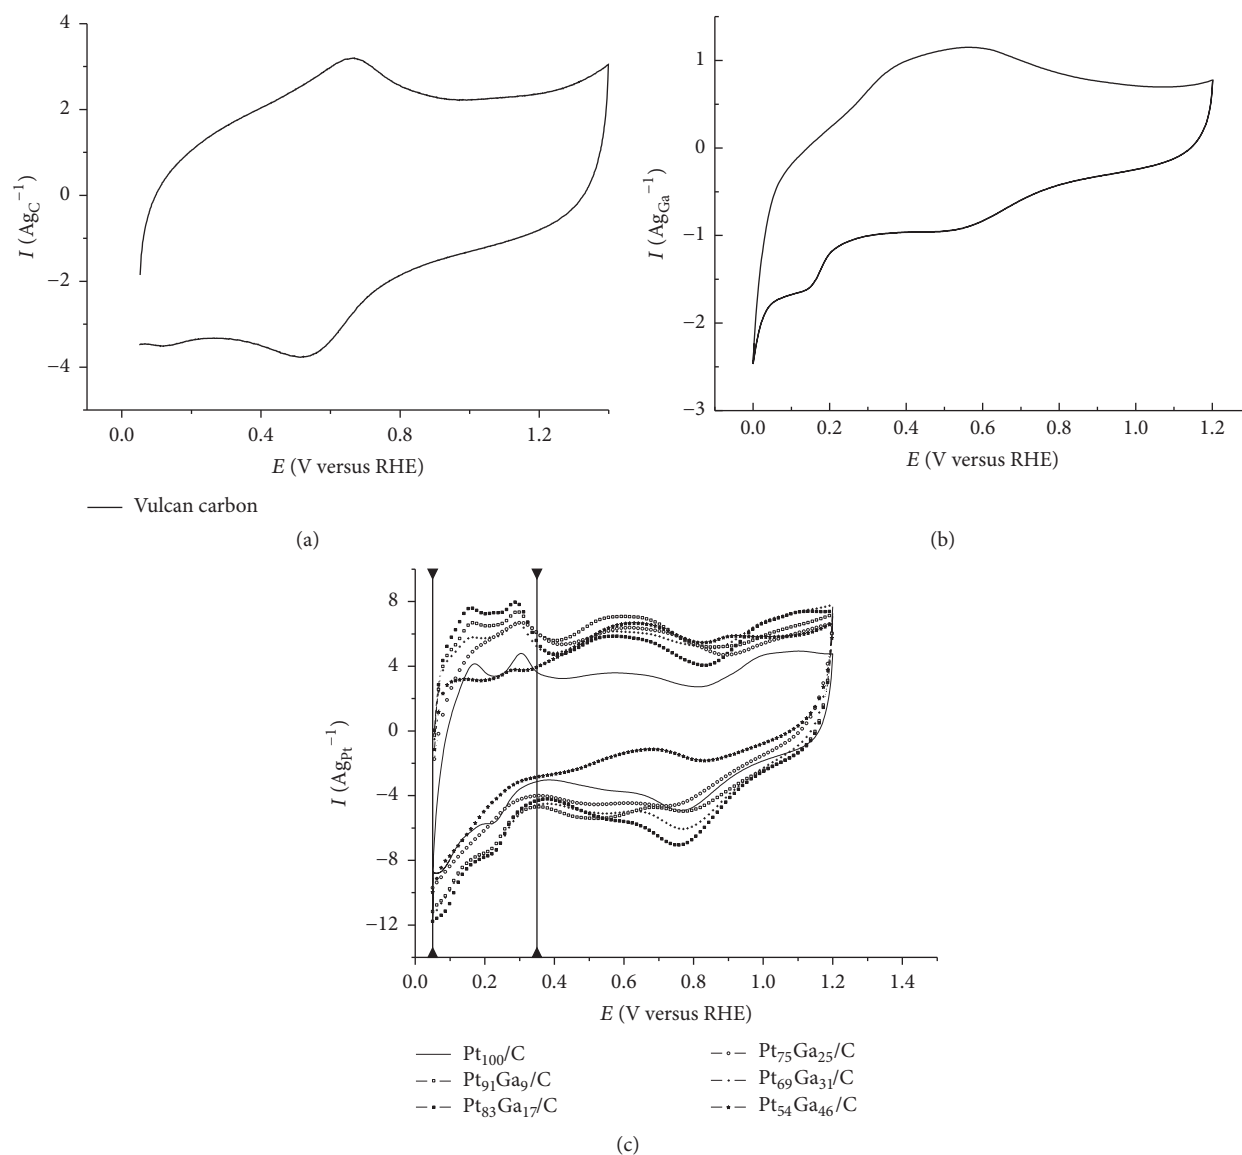 4
2
0
−2
−4
I (Ag_C^−1)
0.0 0.4 0.8 1.2
E (V versus RHE)
Vulcan carbon
(a)
1
0
−1
−2
−3
I (Ag_Ga^−1)
0.0 0.2 0.4 0.6 0.8 1.0 1.2
E (V versus RHE)
(b)
8
4
0
−4
−8
−12
I (Ag_Pt^−1)
0.0 0.2 0.4 0.6 0.8 1.0 1.2 1.4
E (V versus RHE)
Pt100/C
Pt91Ga9/C
Pt83Ga17/C
Pt75Ga25/C
Pt69Ga31/C
Pt54Ga46/C
(c)